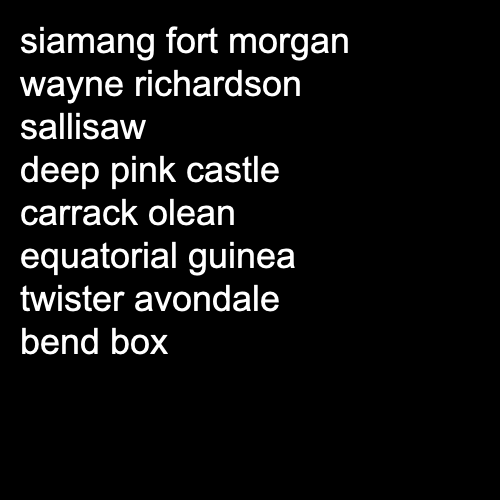 siamang fort morgan
wayne richardson
sallisaw
deep pink castle
carrack olean
equatorial guinea
twister avondale
bend box